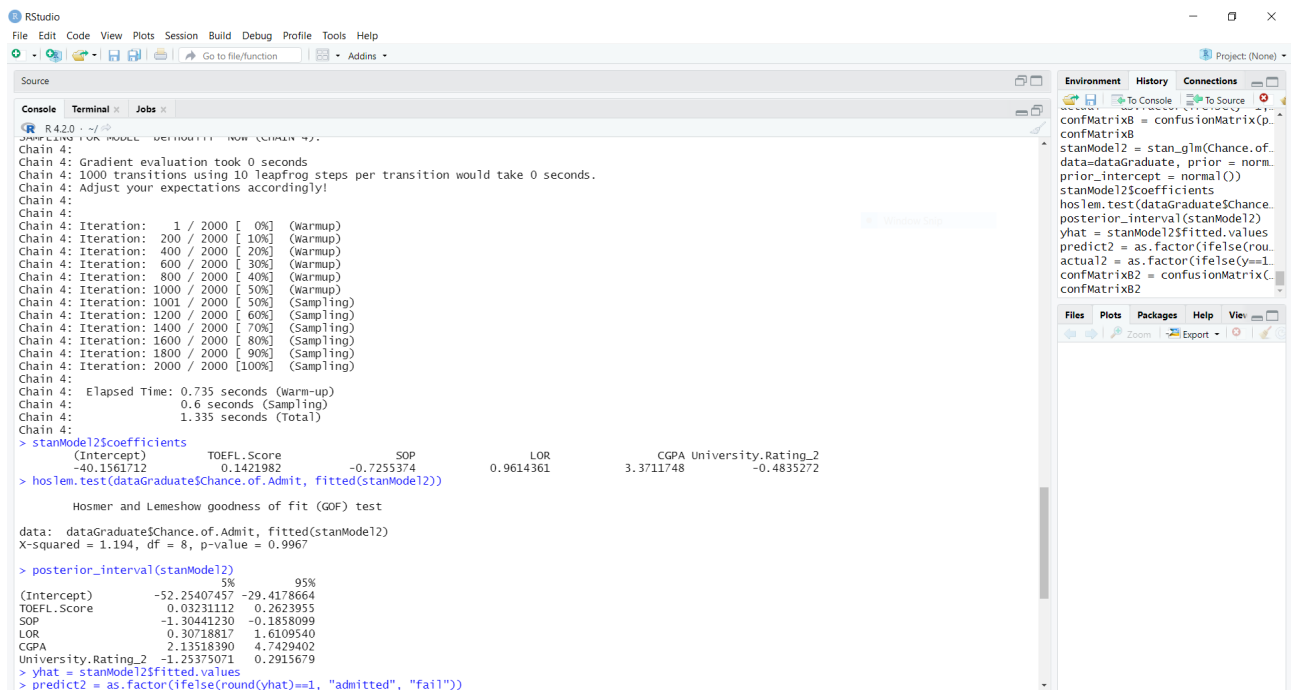 RStudio
File Edit Code View Plots Session Build Debug Profile Tools Help
Go to file/function Addins Project: (None)
Source
Console Terminal Jobs
R 4.2.0 · ~/
SAMPLING FOR MODEL 'bernoulli' NOW (CHAIN 4).
Chain 4:
Chain 4: Gradient evaluation took 0 seconds
Chain 4: 1000 transitions using 10 leapfrog steps per transition would take 0 seconds.
Chain 4: Adjust your expectations accordingly!
Chain 4:
Chain 4:
Chain 4: Iteration:    1 / 2000 [  0%]  (Warmup)
Chain 4: Iteration:  200 / 2000 [ 10%]  (Warmup)
Chain 4: Iteration:  400 / 2000 [ 20%]  (Warmup)
Chain 4: Iteration:  600 / 2000 [ 30%]  (Warmup)
Chain 4: Iteration:  800 / 2000 [ 40%]  (Warmup)
Chain 4: Iteration: 1000 / 2000 [ 50%]  (Warmup)
Chain 4: Iteration: 1001 / 2000 [ 50%]  (Sampling)
Chain 4: Iteration: 1200 / 2000 [ 60%]  (Sampling)
Chain 4: Iteration: 1400 / 2000 [ 70%]  (Sampling)
Chain 4: Iteration: 1600 / 2000 [ 80%]  (Sampling)
Chain 4: Iteration: 1800 / 2000 [ 90%]  (Sampling)
Chain 4: Iteration: 2000 / 2000 [100%]  (Sampling)
Chain 4:
Chain 4:  Elapsed Time: 0.735 seconds (Warm-up)
Chain 4:                0.6 seconds (Sampling)
Chain 4:                1.335 seconds (Total)
Chain 4:
> stanModel2$coefficients
(Intercept) TOEFL.Score SOP LOR CGPA University.Rating_2
-40.1561712 0.1421982 -0.7255374 0.9614361 3.3711748 -0.4835272
> hoslem.test(dataGraduate$Chance.of.Admit, fitted(stanModel2))
Hosmer and Lemeshow goodness of fit (GOF) test
data:  dataGraduate$Chance.of.Admit, fitted(stanModel2)
X-squared = 1.194, df = 8, p-value = 0.9967
> posterior_interval(stanModel2)
5% 95%
(Intercept) -52.25407457 -29.4178664
TOEFL.Score 0.03231112 0.2623955
SOP -1.30441230 -0.1858099
LOR 0.30718817 1.6109540
CGPA 2.13518390 4.7429402
University.Rating_2 -1.25375071 0.2915679
> yhat = stanModel2$fitted.values
> predict2 = as.factor(ifelse(round(yhat)==1, "admitted", "fail"))
Environment History Connections
To Console To Source
confMatrixB = confusionMatrix(p…
confMatrixB
stanModel2 = stan_glm(Chance.of…
data=dataGraduate, prior = norm…
prior_intercept = normal())
stanModel2$coefficients
hoslem.test(dataGraduate$Chance…
posterior_interval(stanModel2)
yhat = stanModel2$fitted.values
predict2 = as.factor(ifelse(rou…
actual2 = as.factor(ifelse(y==1…
confMatrixB2 = confusionMatrix(…
confMatrixB2
Files Plots Packages Help Viev
Zoom Export